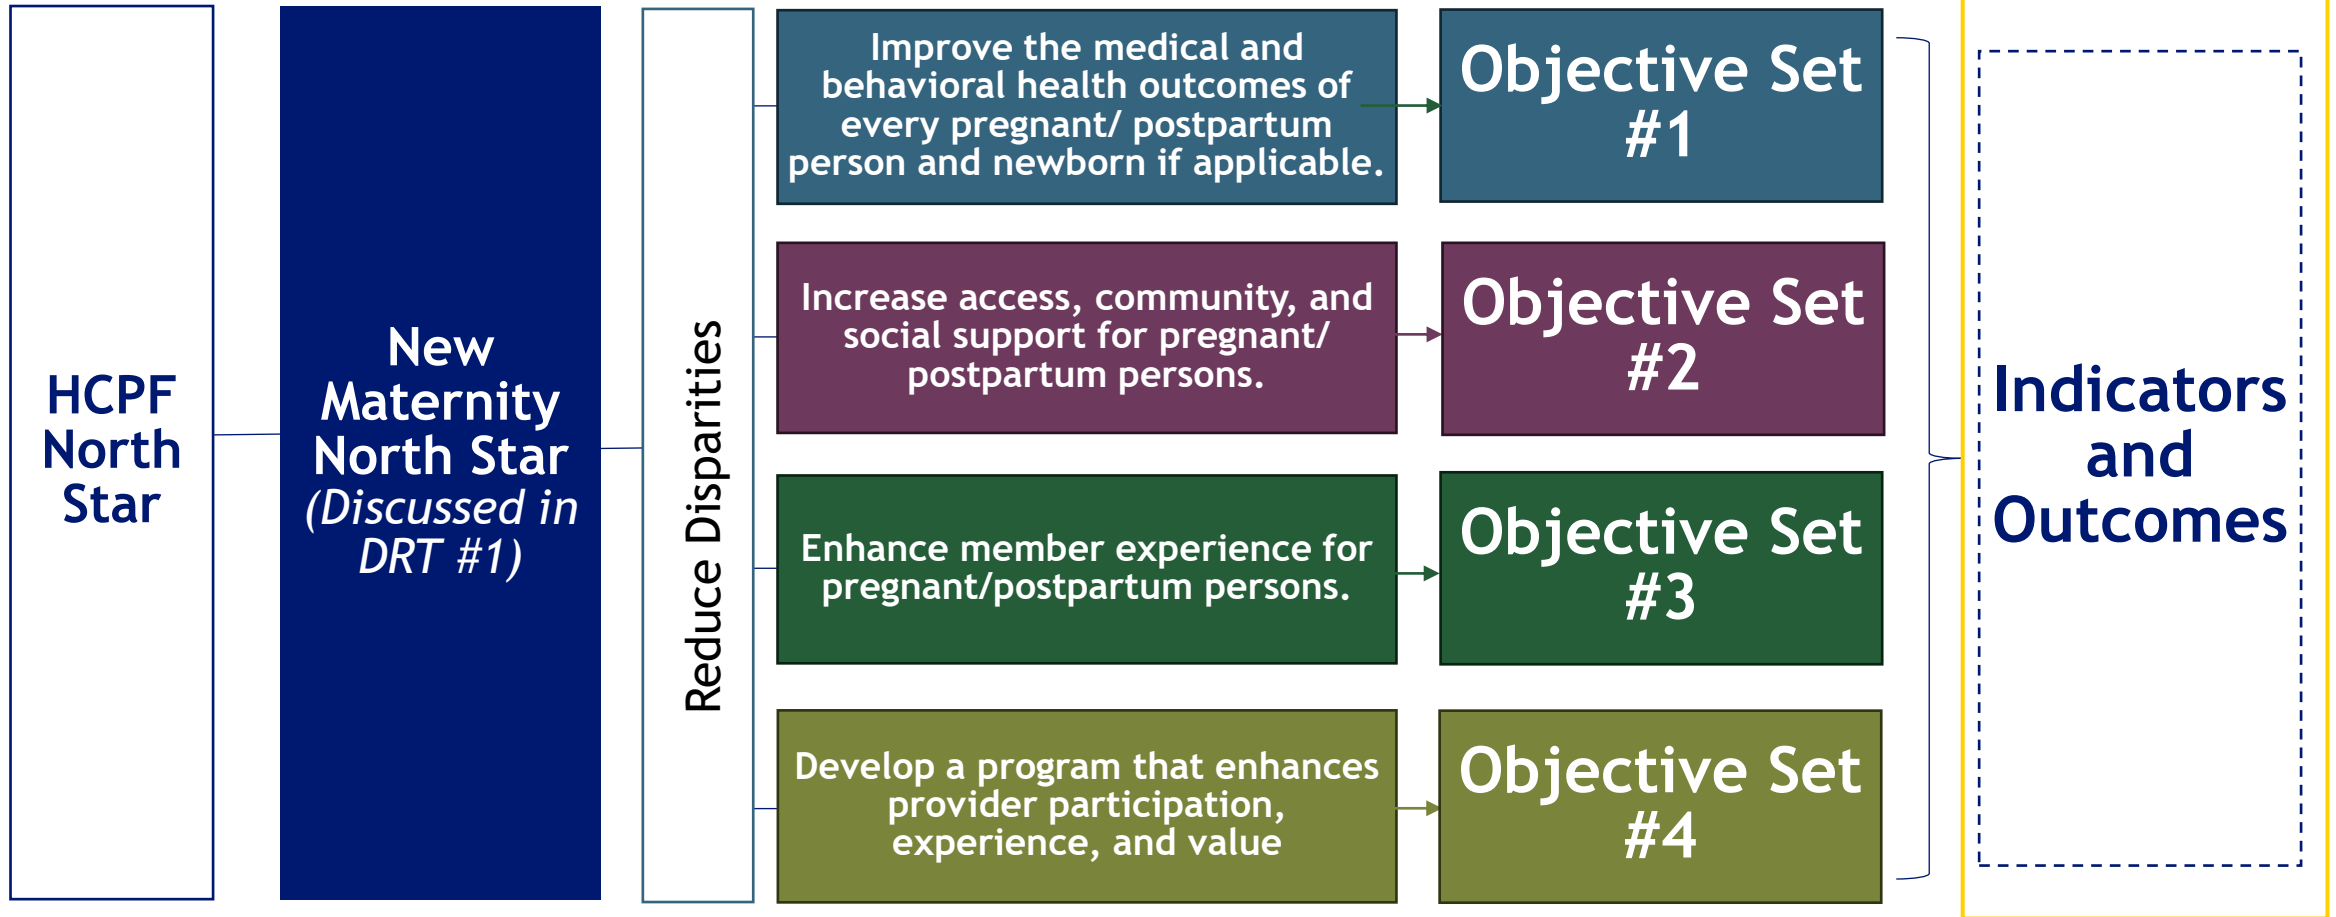 HCPF
North
Star
New
Maternity
North Star
(Discussed in
DRT #1)
Reduce Disparities
Improve the medical and
behavioral health outcomes of
every pregnant/ postpartum
person and newborn if applicable.
Objective Set
#1
Increase access, community, and
social support for pregnant/
postpartum persons.
Objective Set
#2
Enhance member experience for
pregnant/postpartum persons.
Objective Set
#3
Develop a program that enhances
provider participation,
experience, and value
Objective Set
#4
Indicators
and
Outcomes